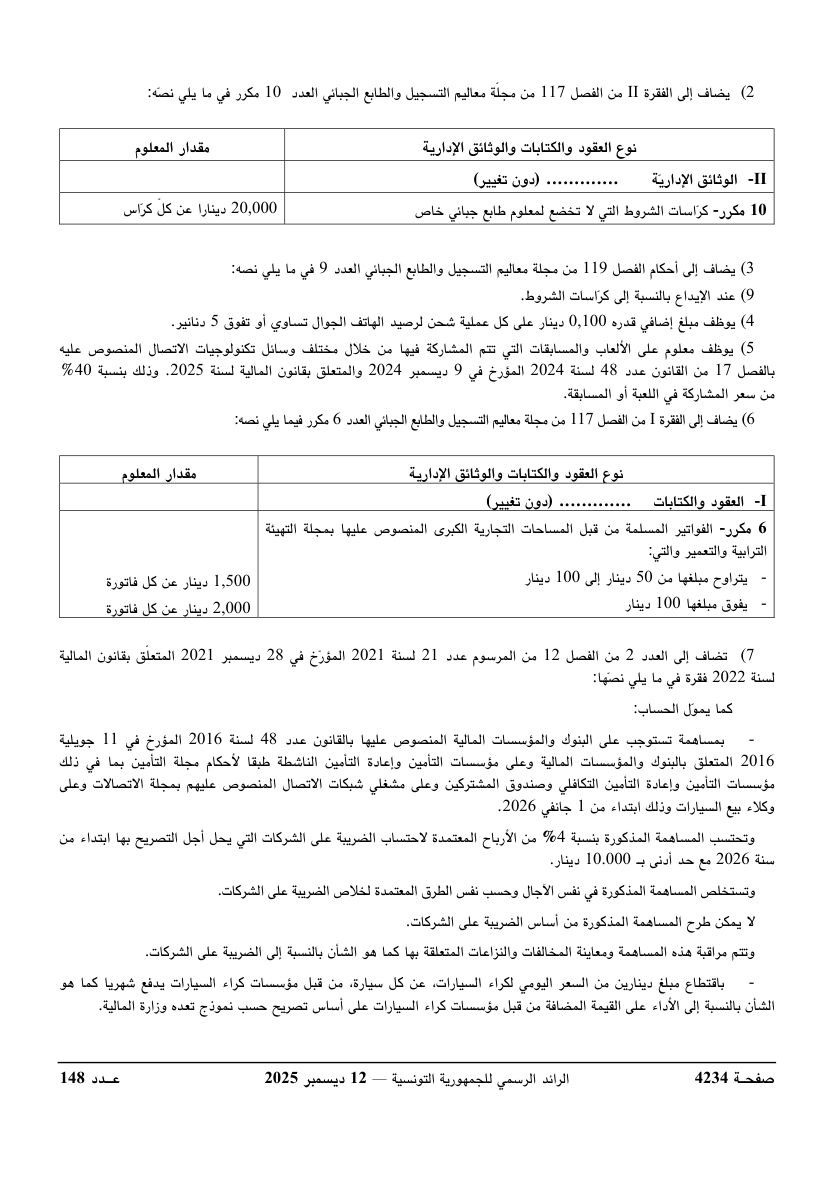 2) يضاف إلى الفقرة II من الفصل 117 من مجلّة معاليم التسجيل والطابع الجبائي العدد 10 مكرر في ما يلي نصّه:
نوع العقود والكتابات والوثائق الإدارية
مقدار المعلوم
II- الوثائق الإداريّة ............. (دون تغيير)
10 مكرر- كرّاسات الشروط التي لا تخضع لمعلوم طابع جبائي خاص
20,000 دينارا عن كلّ كرّاس
3) يضاف إلى أحكام الفصل 119 من مجلة معاليم التسجيل والطابع الجبائي العدد 9 في ما يلي نصه:
9) عند الإيداع بالنسبة إلى كرّاسات الشروط.
4) يوظف مبلغ إضافي قدره 0,100 دينار على كل عملية شحن لرصيد الهاتف الجوال تساوي أو تفوق 5 دنانير.
5) يوظف معلوم على الألعاب والمسابقات التي تتم المشاركة فيها من خلال مختلف وسائل تكنولوجيات الاتصال المنصوص عليه
بالفصل 17 من القانون عدد 48 لسنة 2024 المؤرخ في 9 ديسمبر 2024 والمتعلق بقانون المالية لسنة 2025. وذلك بنسبة 40%
من سعر المشاركة في اللعبة أو المسابقة.
6) يضاف إلى الفقرة I من الفصل 117 من مجلة معاليم التسجيل والطابع الجبائي العدد 6 مكرر فيما يلي نصه:
نوع العقود والكتابات والوثائق الإدارية
مقدار المعلوم
I- العقود والكتابات ............. (دون تغيير)
6 مكرر- الفواتير المسلمة من قبل المساحات التجارية الكبرى المنصوص عليها بمجلة التهيئة
الترابية والتعمير والتي:
- يتراوح مبلغها من 50 دينار إلى 100 دينار
1,500 دينار عن كل فاتورة
- يفوق مبلغها 100 دينار
2,000 دينار عن كل فاتورة
7) تضاف إلى العدد 2 من الفصل 12 من المرسوم عدد 21 لسنة 2021 المؤرّخ في 28 ديسمبر 2021 المتعلّق بقانون المالية
لسنة 2022 فقرة في ما يلي نصّها:
كما يموّل الحساب:
- بمساهمة تستوجب على البنوك والمؤسسات المالية المنصوص عليها بالقانون عدد 48 لسنة 2016 المؤرخ في 11 جويلية
2016 المتعلق بالبنوك والمؤسسات المالية وعلى مؤسسات التأمين وإعادة التأمين الناشطة طبقا لأحكام مجلة التأمين بما في ذلك
مؤسسات التأمين وإعادة التأمين التكافلي وصندوق المشتركين وعلى مشغلي شبكات الاتصال المنصوص عليهم بمجلة الاتصالات وعلى
وكلاء بيع السيارات وذلك ابتداء من 1 جانفي 2026.
وتحتسب المساهمة المذكورة بنسبة 4% من الأرباح المعتمدة لاحتساب الضريبة على الشركات التي يحل أجل التصريح بها ابتداء من
سنة 2026 مع حد أدنى بـ 10.000 دينار.
وتستخلص المساهمة المذكورة في نفس الآجال وحسب نفس الطرق المعتمدة لخلاص الضريبة على الشركات.
لا يمكن طرح المساهمة المذكورة من أساس الضريبة على الشركات.
وتتم مراقبة هذه المساهمة ومعاينة المخالفات والنزاعات المتعلقة بها كما هو الشأن بالنسبة إلى الضريبة على الشركات.
- باقتطاع مبلغ دينارين من السعر اليومي لكراء السيارات، عن كل سيارة، من قبل مؤسسات كراء السيارات يدفع شهريا كما هو
الشأن بالنسبة إلى الأداء على القيمة المضافة من قبل مؤسسات كراء السيارات على أساس تصريح حسب نموذج تعده وزارة المالية.
صفحـة 4234
الرائد الرسمي للجمهورية التونسية — 12 ديسمبر 2025
عـــدد 148